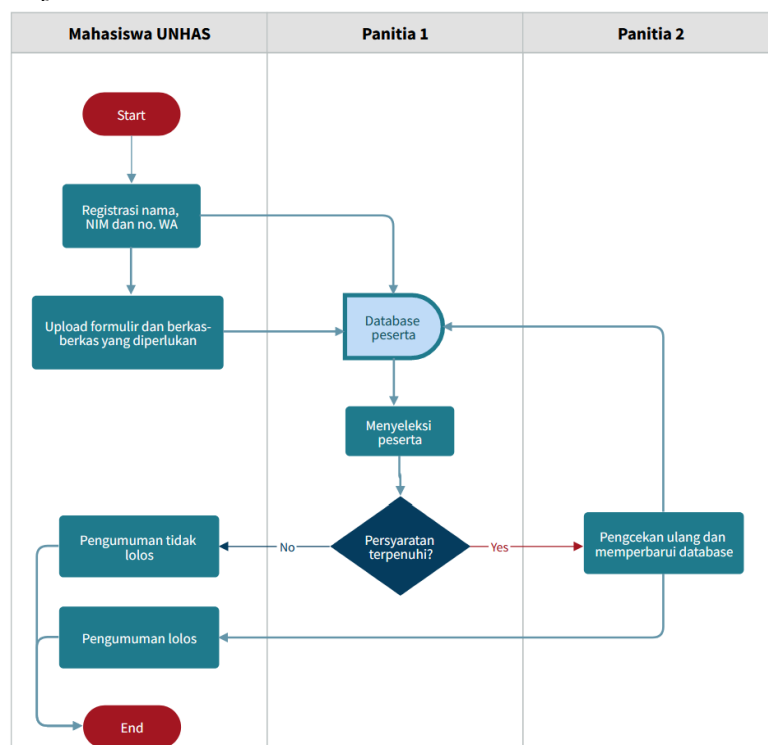 Mahasiswa UNHAS
Panitia 1
Panitia 2
Start
Registrasi nama,
NIM dan no. WA
Upload formulir dan berkas-
berkas yang diperlukan
Database
peserta
Menyeleksi
peserta
Persyaratan
terpenuhi?
No
Yes
Pengumuman tidak
lolos
Pengcekan ulang dan
memperbarui database
Pengumuman lolos
End